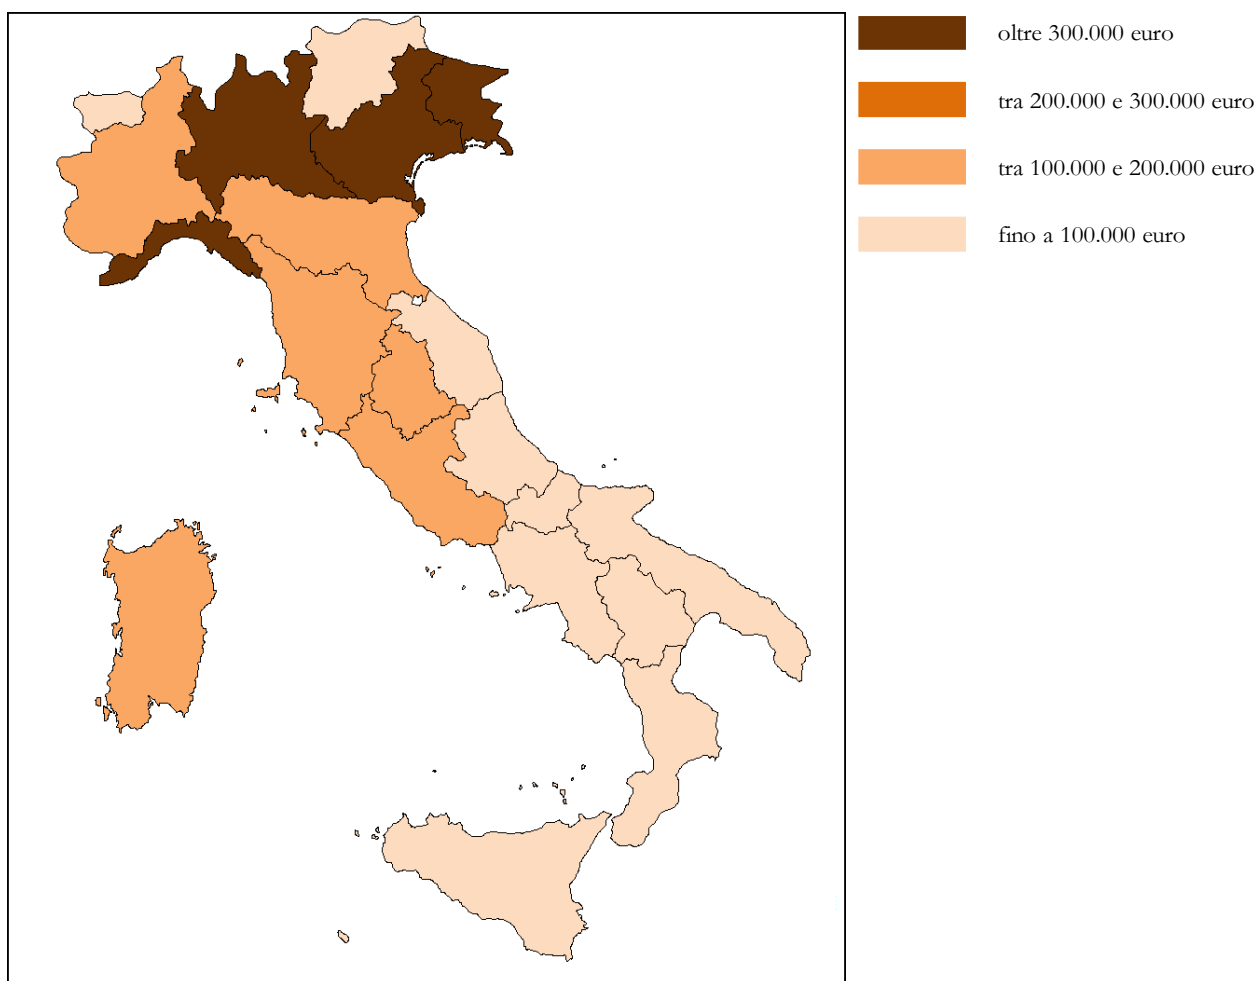 oltre 300.000 euro
tra 200.000 e 300.000 euro
tra 100.000 e 200.000 euro
fino a 100.000 euro